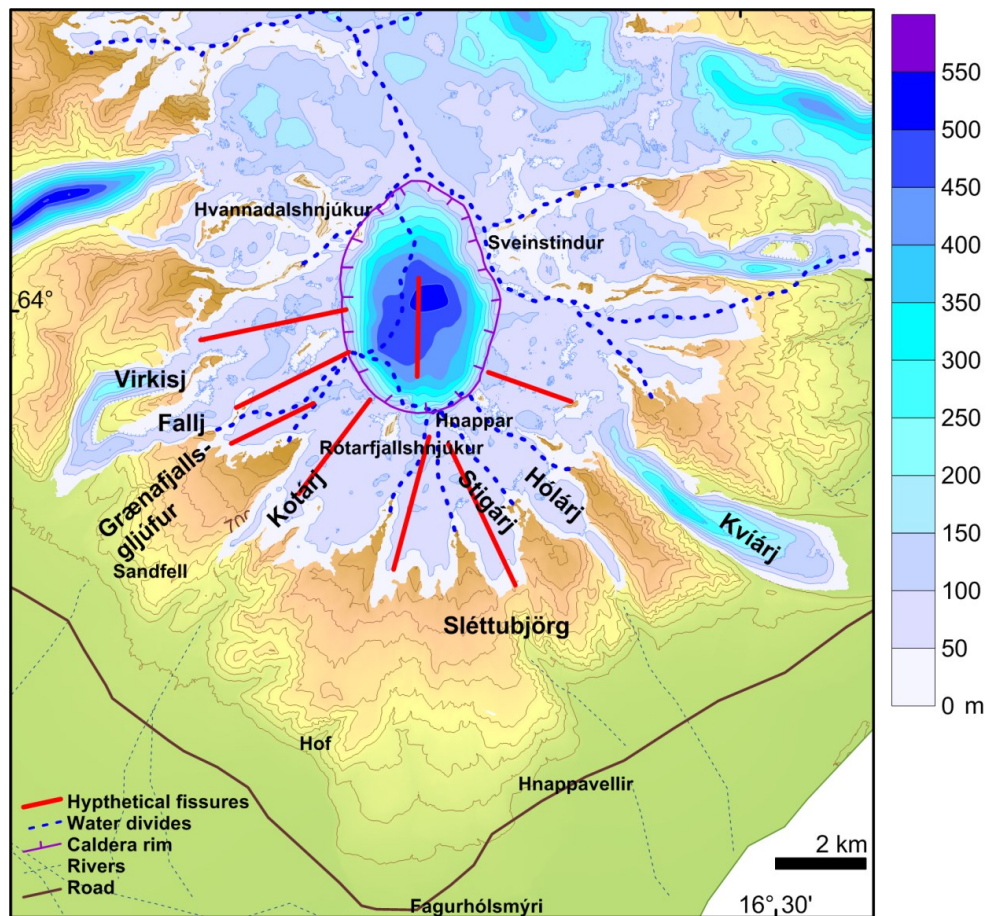 550
500
450
400
350
300
250
200
150
100
50
0 m
Hvannadalshnjúkur
Sveinstindur
64°
Virkisj
Fallj
Hnappar
Rótarfjallshnjúkur
Grænafjalls-
gljúfur
Kotárj
Stigárj
Hólárj
Kvíárj
700
Sandfell
Sléttubjörg
Hof
Hnappavellir
Hypthetical fissures
Water divides
Caldera rim
Rivers
Road
2 km
16° 30'
Fagurhólsmýri